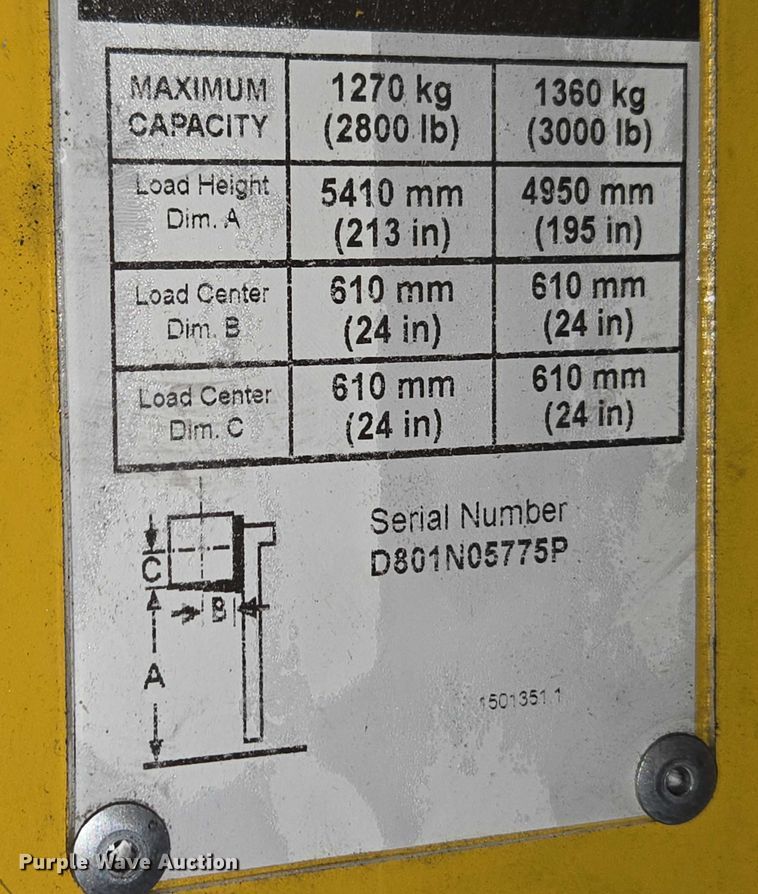 MAXIMUM CAPACITY 1270 kg (2800 lb) 1360 kg (3000 lb)
Load Height Dim. A 5410 mm (213 in) 4950 mm (195 in)
Load Center Dim. B 610 mm (24 in) 610 mm (24 in)
Load Center Dim. C 610 mm (24 in) 610 mm (24 in)
Serial Number
D801N05775P
C
B
A
1501351 1
Purple Wave Auction